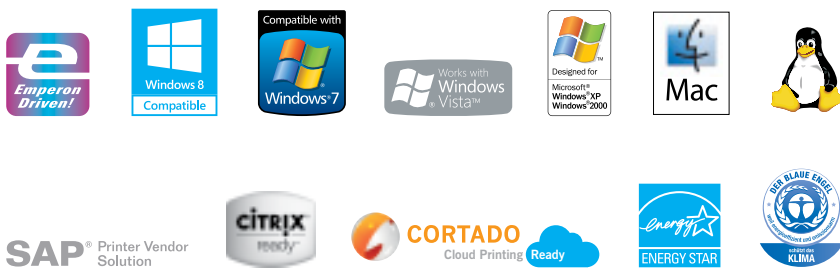 Emperon
Driven!
Windows 8
Compatible
Compatible with
Windows®7
Works with
Windows
Vista™
Designed for
Microsoft®
Windows®XP
Windows®2000
Mac
SAP® Printer Vendor
Solution
CITRIX
ready
CORTADO
Cloud Printing Ready
energy
ENERGY STAR
DER BLAUE ENGEL
schützt das
KLIMA